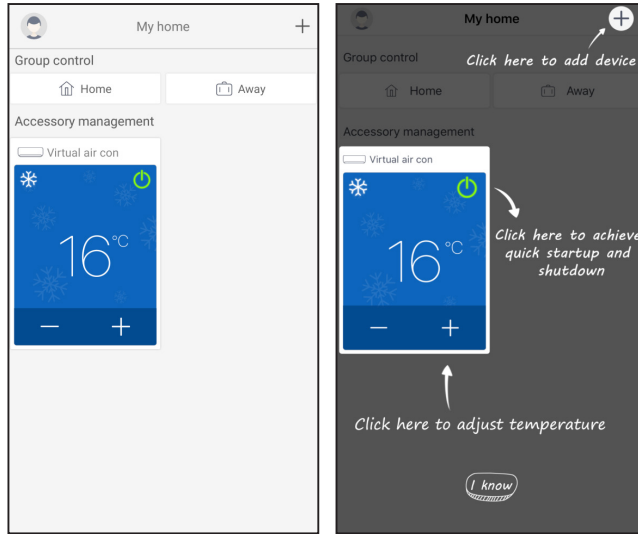 My home +
Group control
Home Away
Accessory management
Virtual air con
16°C
− +
My home +
Click here to add device
Group control
Home Away
Accessory management
Virtual air con
16°C
Click here to achieve
quick startup and
shutdown
− +
Click here to adjust temperature
I know